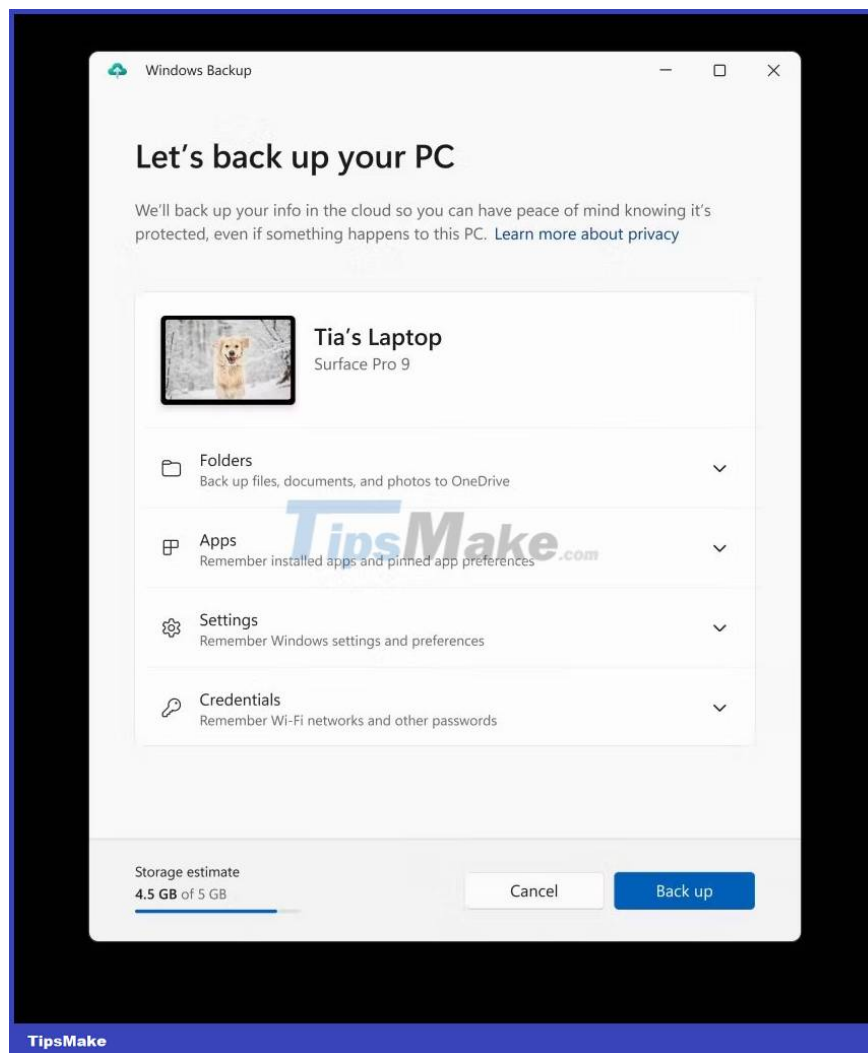 Windows Backup
Let's back up your PC
We'll back up your info in the cloud so you can have peace of mind knowing it's
protected, even if something happens to this PC. Learn more about privacy
Tia's Laptop
Surface Pro 9
Folders
Back up files, documents, and photos to OneDrive
TipsMake.com
Apps
Remember installed apps and pinned app preferences
Settings
Remember Windows settings and preferences
Credentials
Remember Wi-Fi networks and other passwords
Storage estimate
4.5 GB of 5 GB
Cancel
Back up
TipsMake